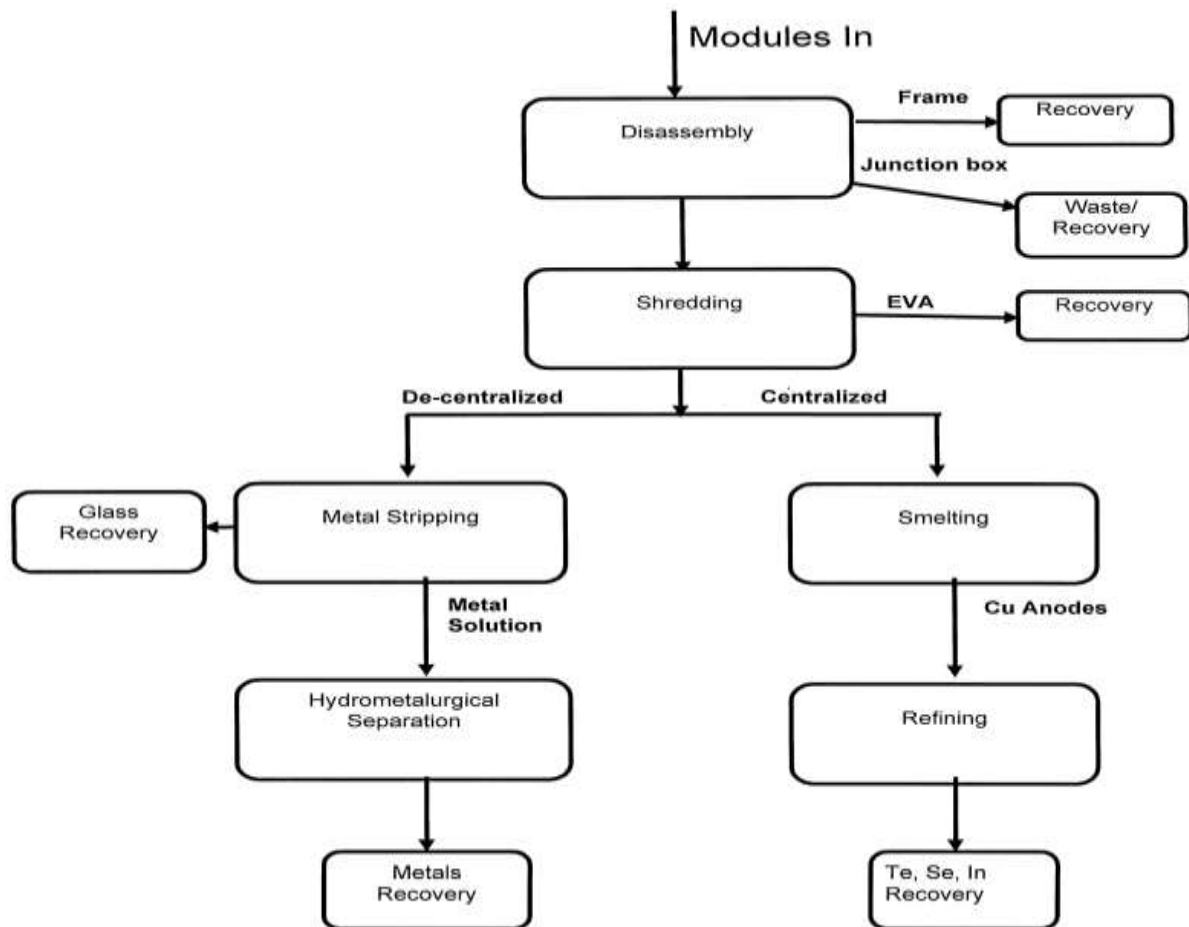 Modules In
Disassembly
Frame
Recovery
Junction box
Waste/
Recovery
Shredding
EVA
Recovery
De-centralized
Centralized
Glass
Recovery
Metal Stripping
Smelting
Metal
Solution
Cu Anodes
Hydrometalurgical
Separation
Refining
Metals
Recovery
Te, Se, In
Recovery